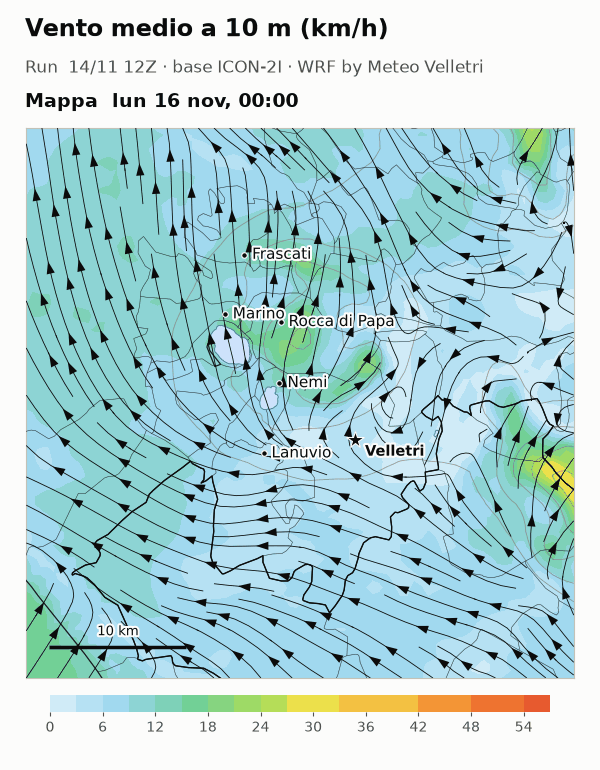 Vento medio a 10 m (km/h)
Run  14/11 12Z · base ICON-2I · WRF by Meteo Velletri
Mappa  lun 16 nov, 00:00
Frascati
Marino
Rocca di Papa
Nemi
Velletri
Lanuvio
10 km
0 6 12 18 24 30 36 42 48 54